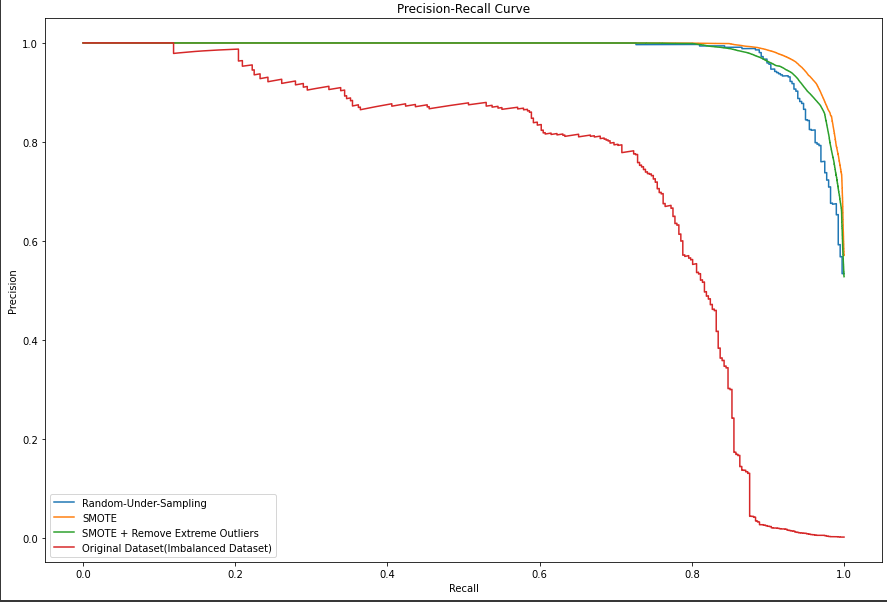 Precision-Recall Curve
1.0
0.8
0.6
0.4
0.2
0.0
Precision
Random-Under-Sampling
SMOTE
SMOTE + Remove Extreme Outliers
Original Dataset(Imbalanced Dataset)
0.0 0.2 0.4 0.6 0.8 1.0
Recall